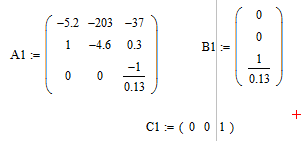 A1 := ( −5.2 −203 −37
1 −4.6 0.3
0 0 −1/0.13 )
B1 := ( 0
0
1/0.13 )
C1 := ( 0 0 1 )